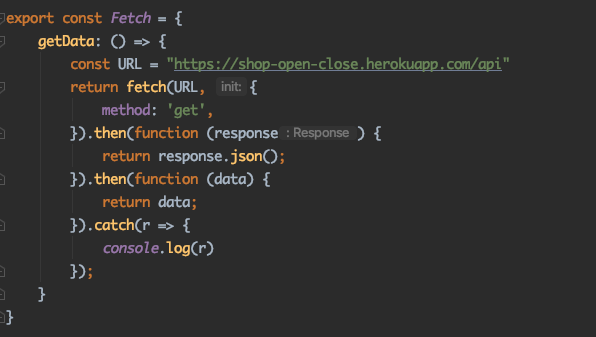 export const Fetch = {
    getData: () => {
        const URL = "https://shop-open-close.herokuapp.com/api"
        return fetch(URL, init: {
            method: 'get',
        }).then(function (response : Response ) {
            return response.json();
        }).then(function (data) {
            return data;
        }).catch(r => {
            console.log(r)
        });
    }
}